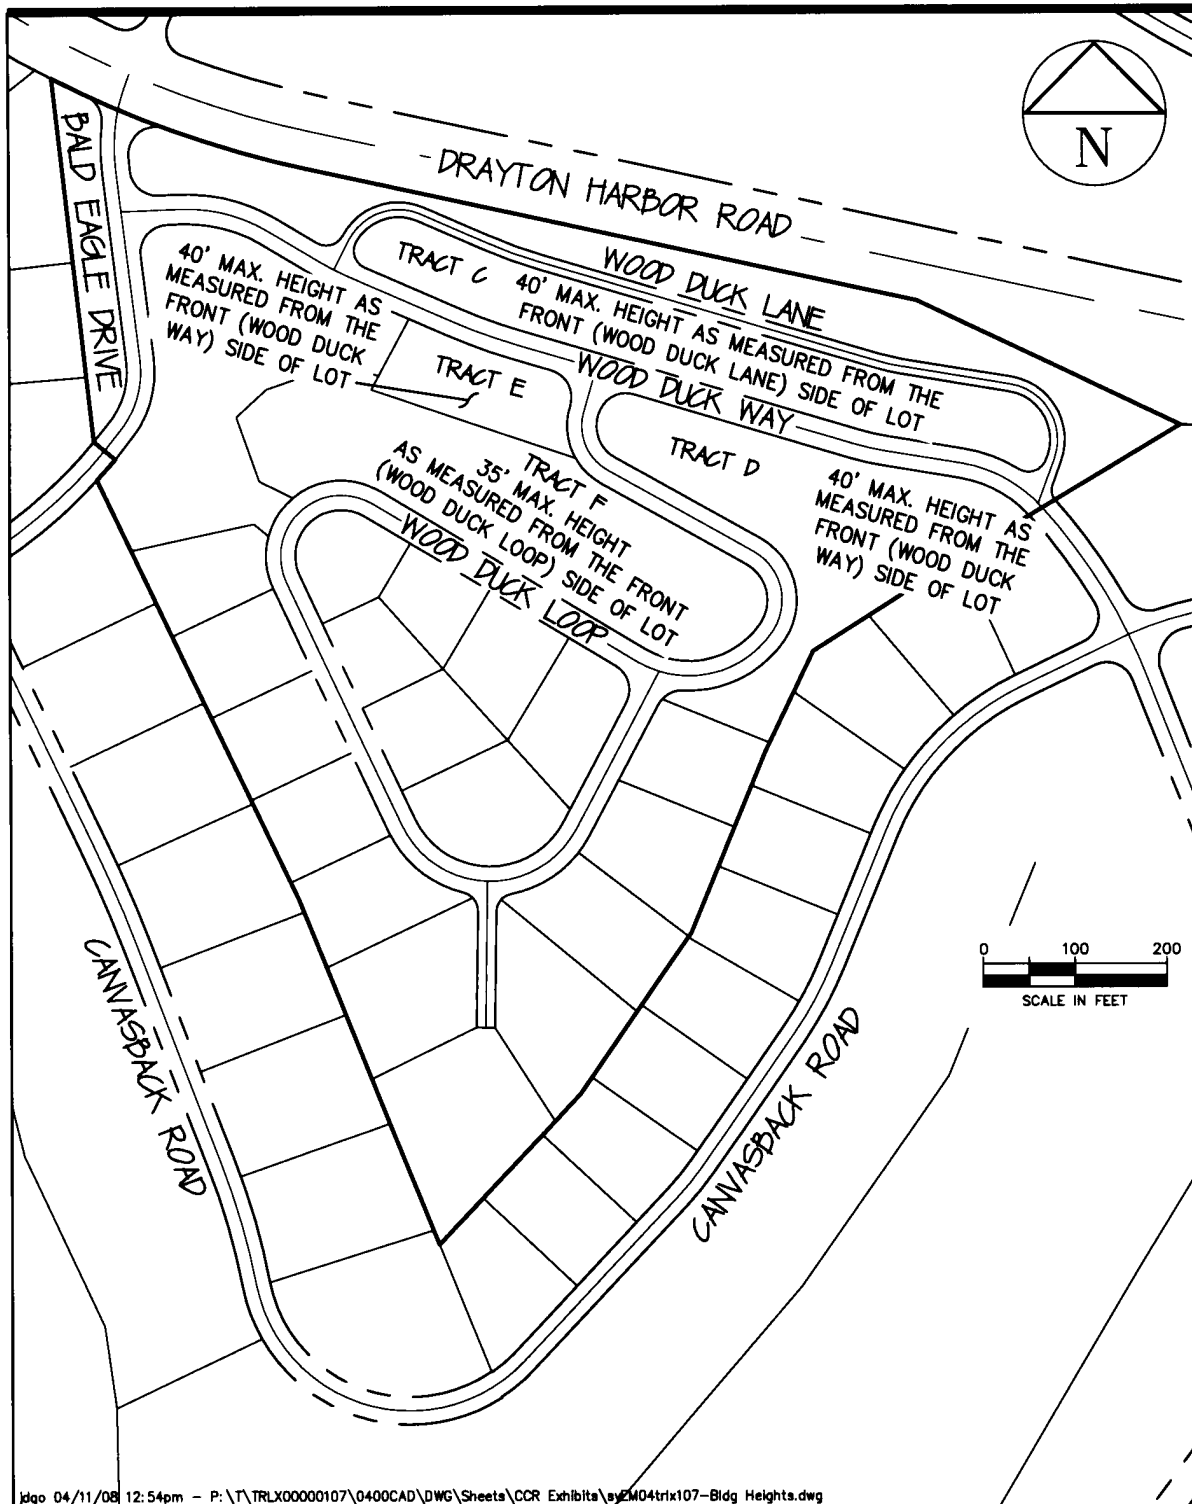 N
DRAYTON HARBOR ROAD
BALD EAGLE DRIVE
WOOD DUCK LANE
TRACT C
40' MAX. HEIGHT AS MEASURED FROM THE
FRONT (WOOD DUCK LANE) SIDE OF LOT
40' MAX. HEIGHT AS
MEASURED FROM THE
FRONT (WOOD DUCK
WAY) SIDE OF LOT
WOOD DUCK WAY
TRACT E
TRACT D
40' MAX. HEIGHT AS
MEASURED FROM THE
FRONT (WOOD DUCK
WAY) SIDE OF LOT
TRACT F
35' MAX. HEIGHT
AS MEASURED FROM THE FRONT
(WOOD DUCK LOOP) SIDE OF LOT
WOOD DUCK LOOP
CANVASBACK ROAD
CANVASBACK ROAD
0 100 200
SCALE IN FEET
04/11/08 12:54pm - P:\T\TRLX00000107\0400CAD\DWG\Sheets\CCR Exhibits\syEM04trlx107-Bldg Heights.dwg